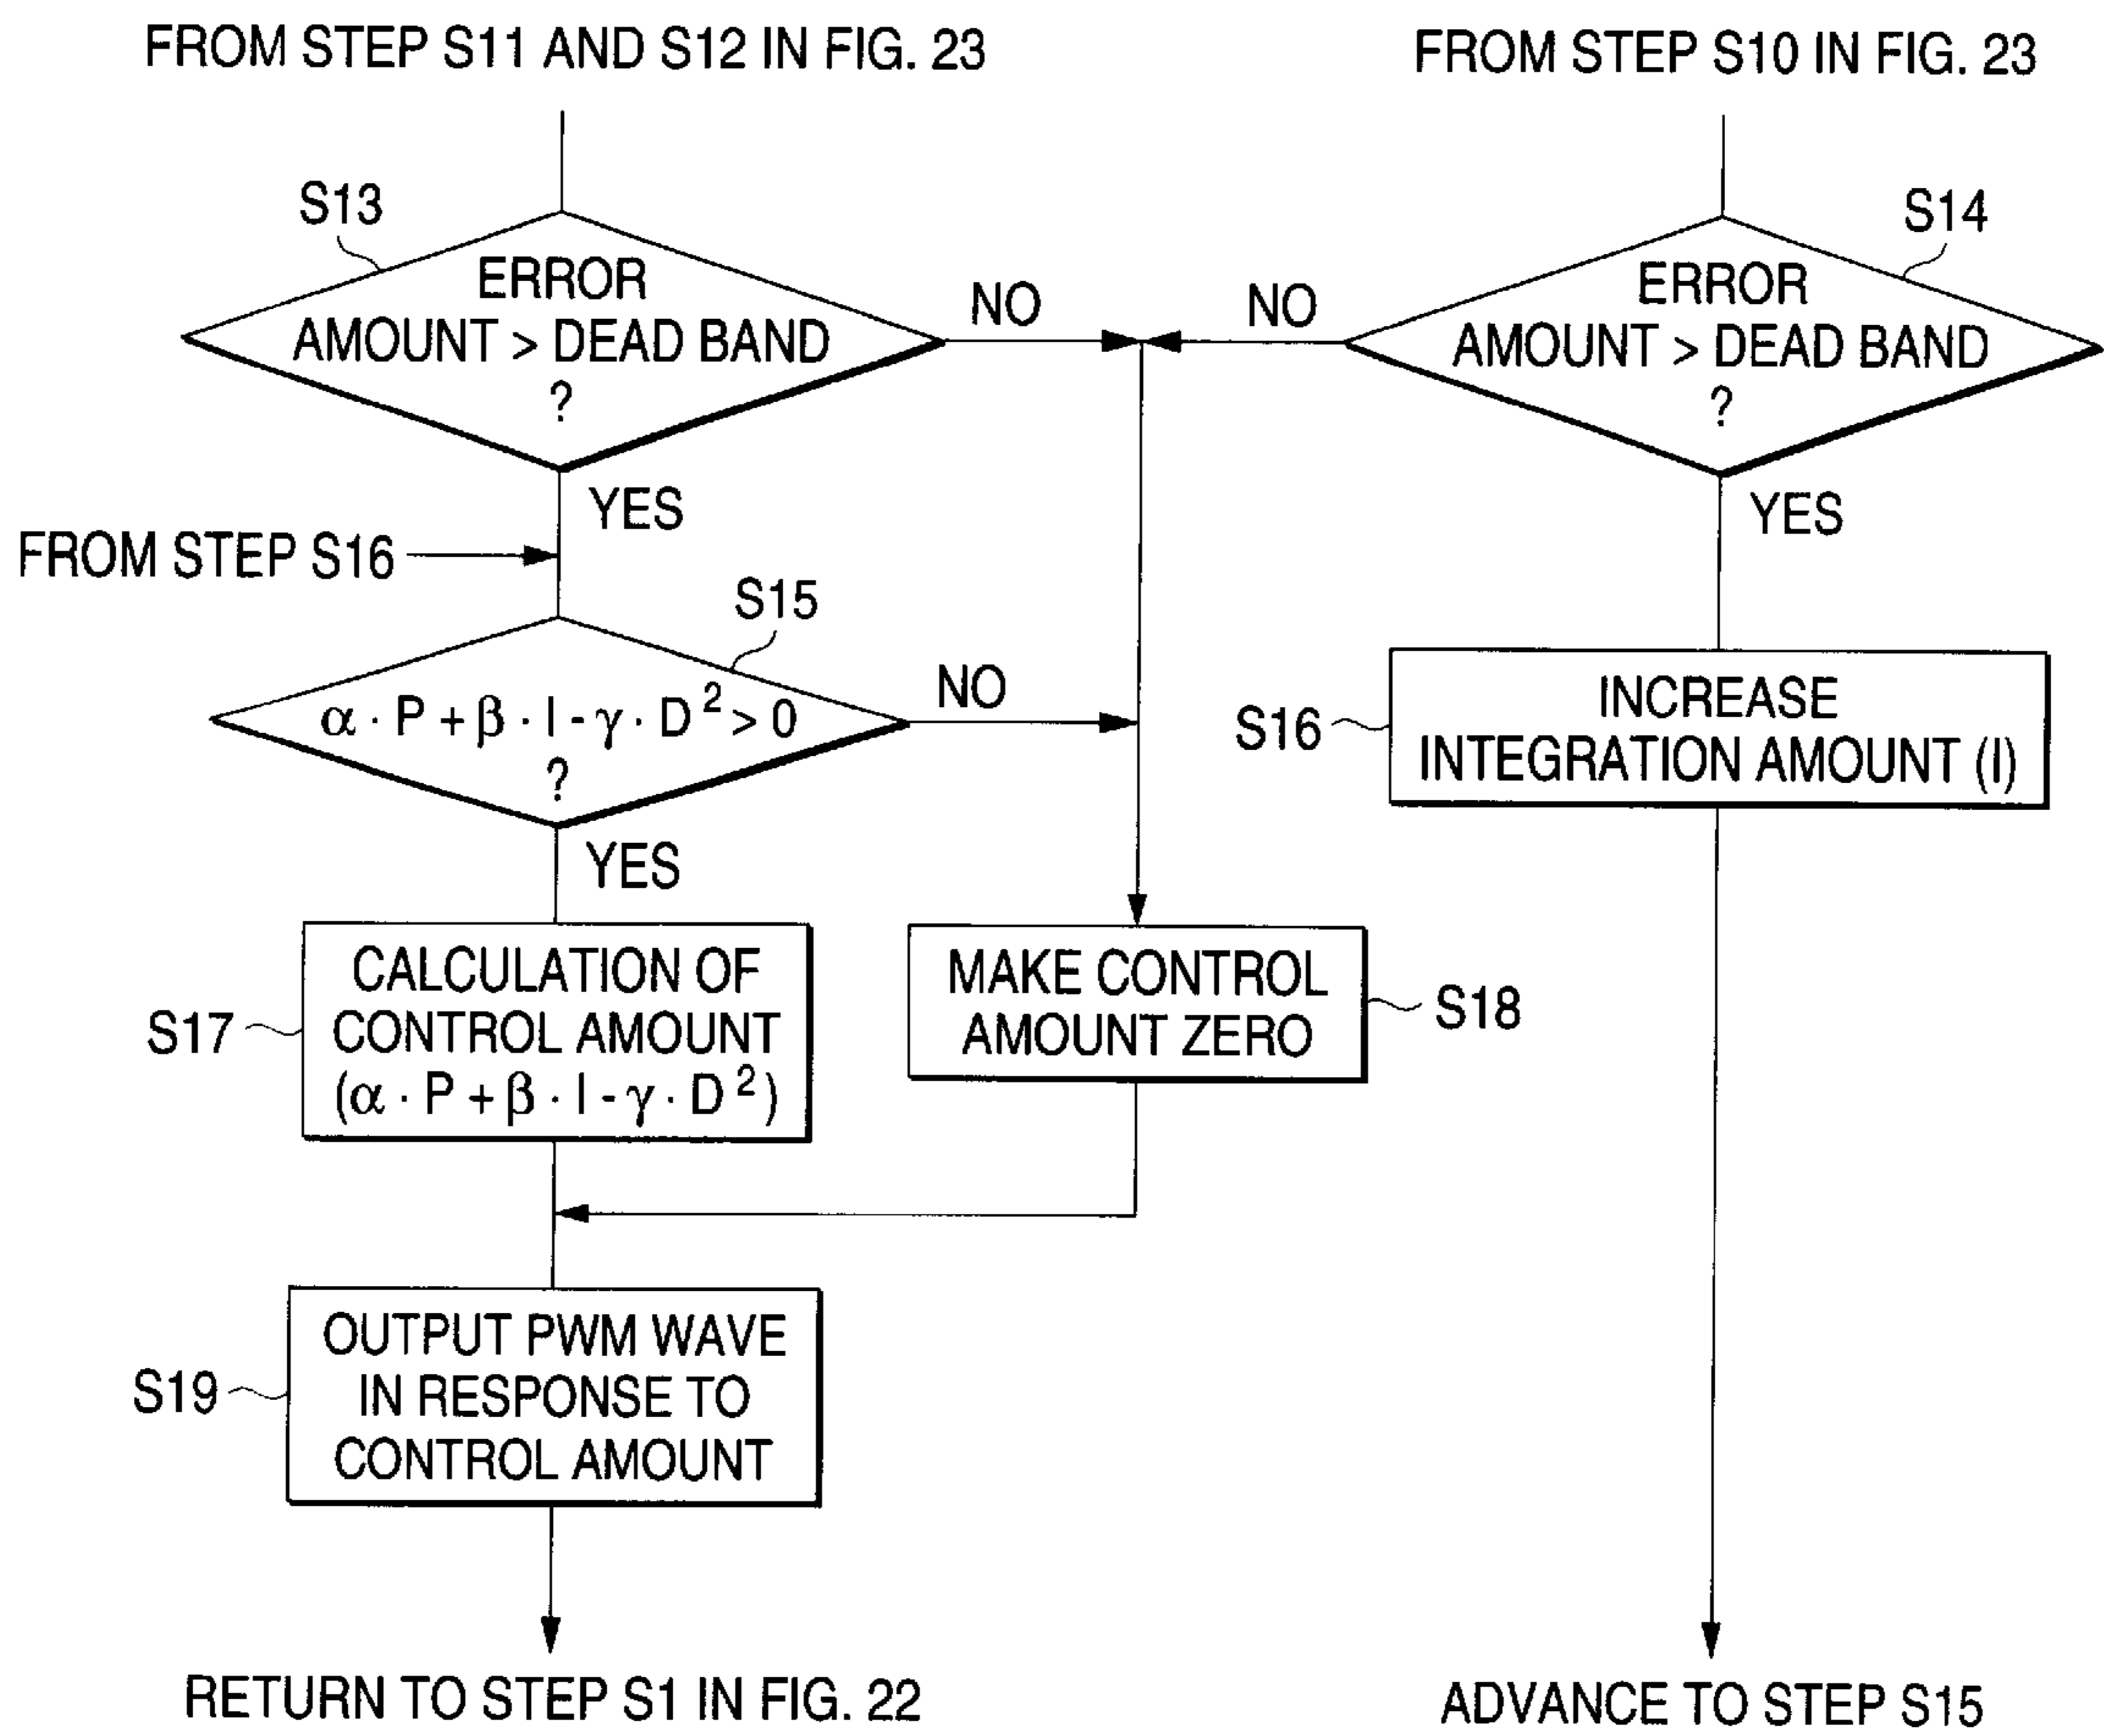 FROM STEP S11 AND S12 IN FIG. 23
FROM STEP S10 IN FIG. 23
S13
ERROR
AMOUNT > DEAD BAND
?
NO
YES
S14
ERROR
AMOUNT > DEAD BAND
?
NO
YES
FROM STEP S16
S15
α · P + β · I - γ · D² > 0
?
NO
YES
S16
INCREASE
INTEGRATION AMOUNT (I)
S17
CALCULATION OF
CONTROL AMOUNT
(α · P + β · I - γ · D²)
MAKE CONTROL
AMOUNT ZERO
S18
S19
OUTPUT PWM WAVE
IN RESPONSE TO
CONTROL AMOUNT
RETURN TO STEP S1 IN FIG. 22
ADVANCE TO STEP S15